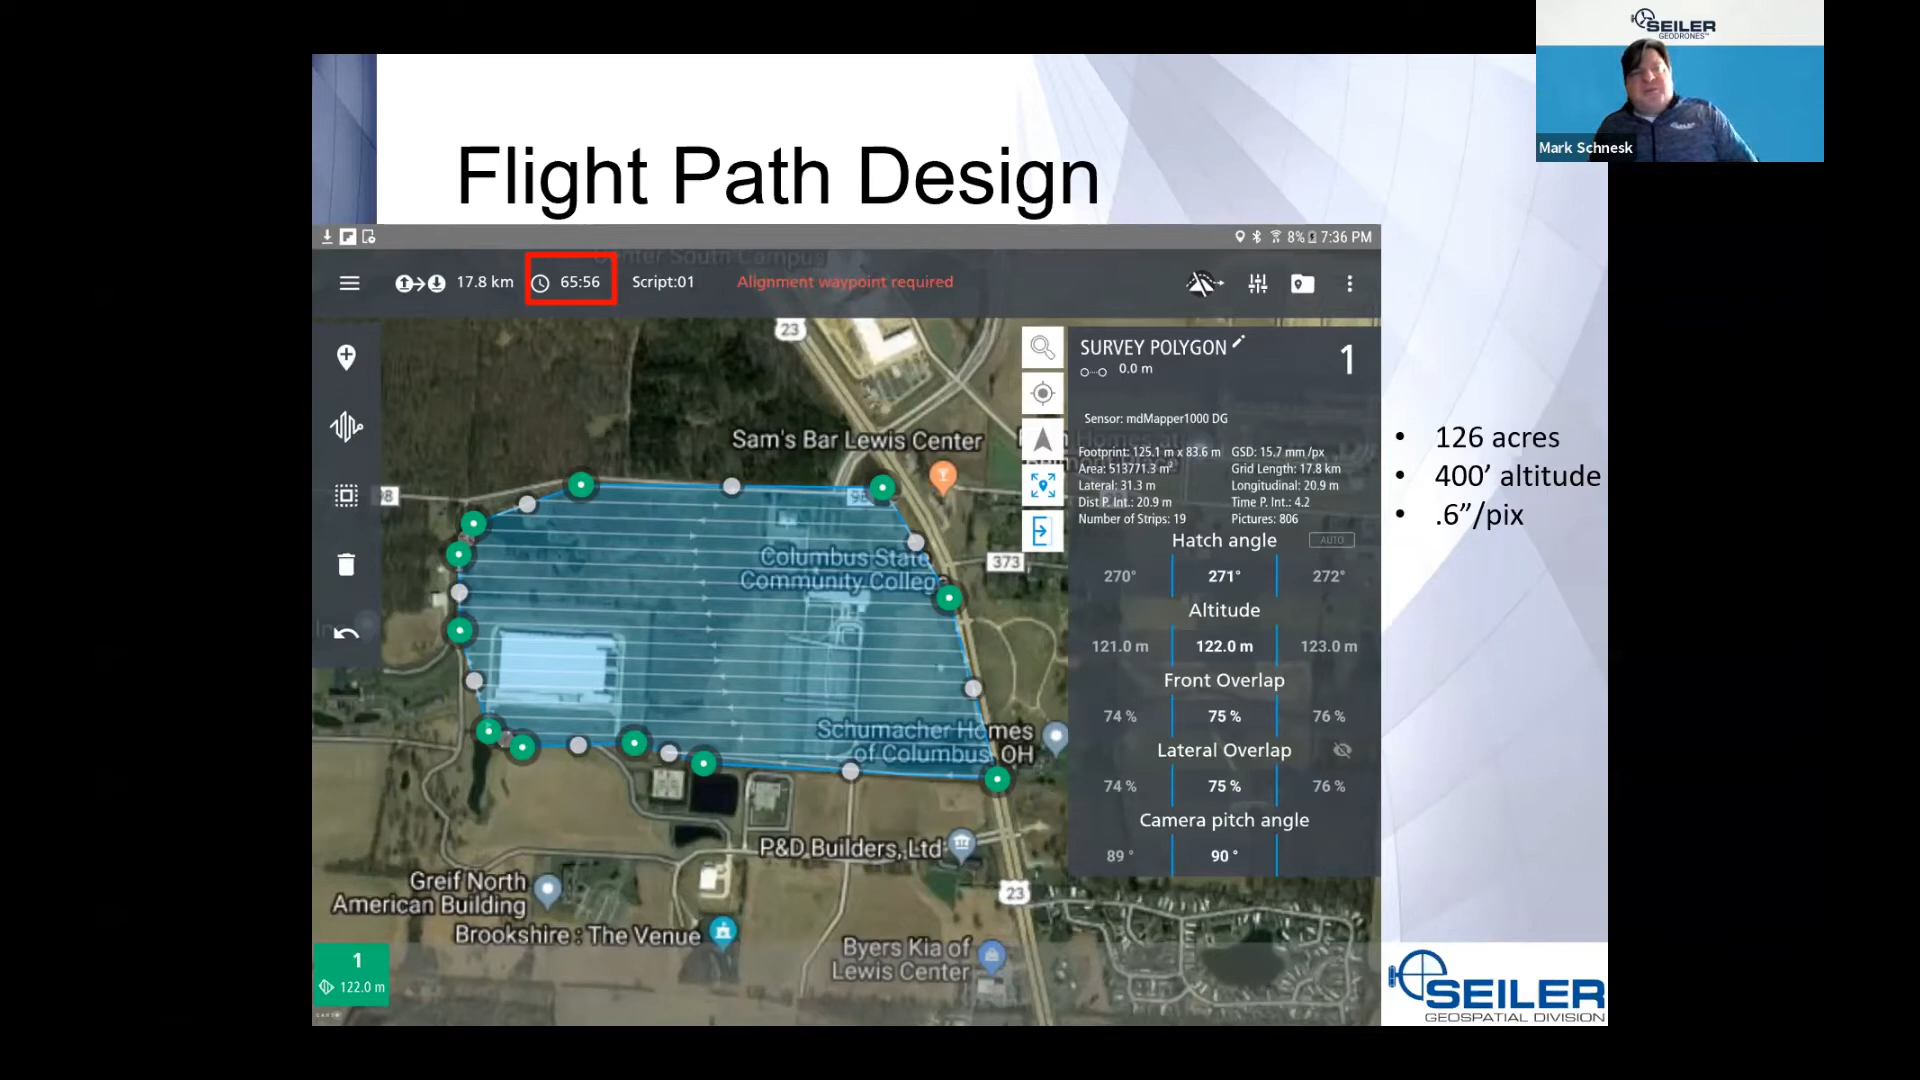 SEILER
GEODRONES™
SEILER
Mark Schnesk
Flight Path Design
8% 7:36 PM
Center South Campus
17.8 km
65:56
Script:01
Alignment waypoint required
SURVEY POLYGON
1
0.0 m
Sensor: mdMapper1000 DG
Footprint: 125.1 m x 83.6 m
GSD: 15.7 mm/px
Area: 513771.3 m²
Grid Length: 17.8 km
Lateral: 31.3 m
Longitudinal: 20.9 m
Dist P. Int.: 20.9 m
Time P. Int.: 4.2
Number of Strips: 19
Pictures: 806
Hatch angle
AUTO
270°
271°
272°
Altitude
121.0 m
122.0 m
123.0 m
Front Overlap
74 %
75 %
76 %
Lateral Overlap
74 %
75 %
76 %
Camera pitch angle
89 °
90 °
23
Sam's Bar Lewis Center
98
98
373
Columbus State
Community College
Schumacher Homes
of Columbus, OH
P&D Builders, Ltd
Greif North
American Building
Brookshire : The Venue
23
Byers Kia of
Lewis Center
1
122.0 m
• 126 acres
• 400’ altitude
• .6”/pix
SEILER
GEOSPATIAL DIVISION